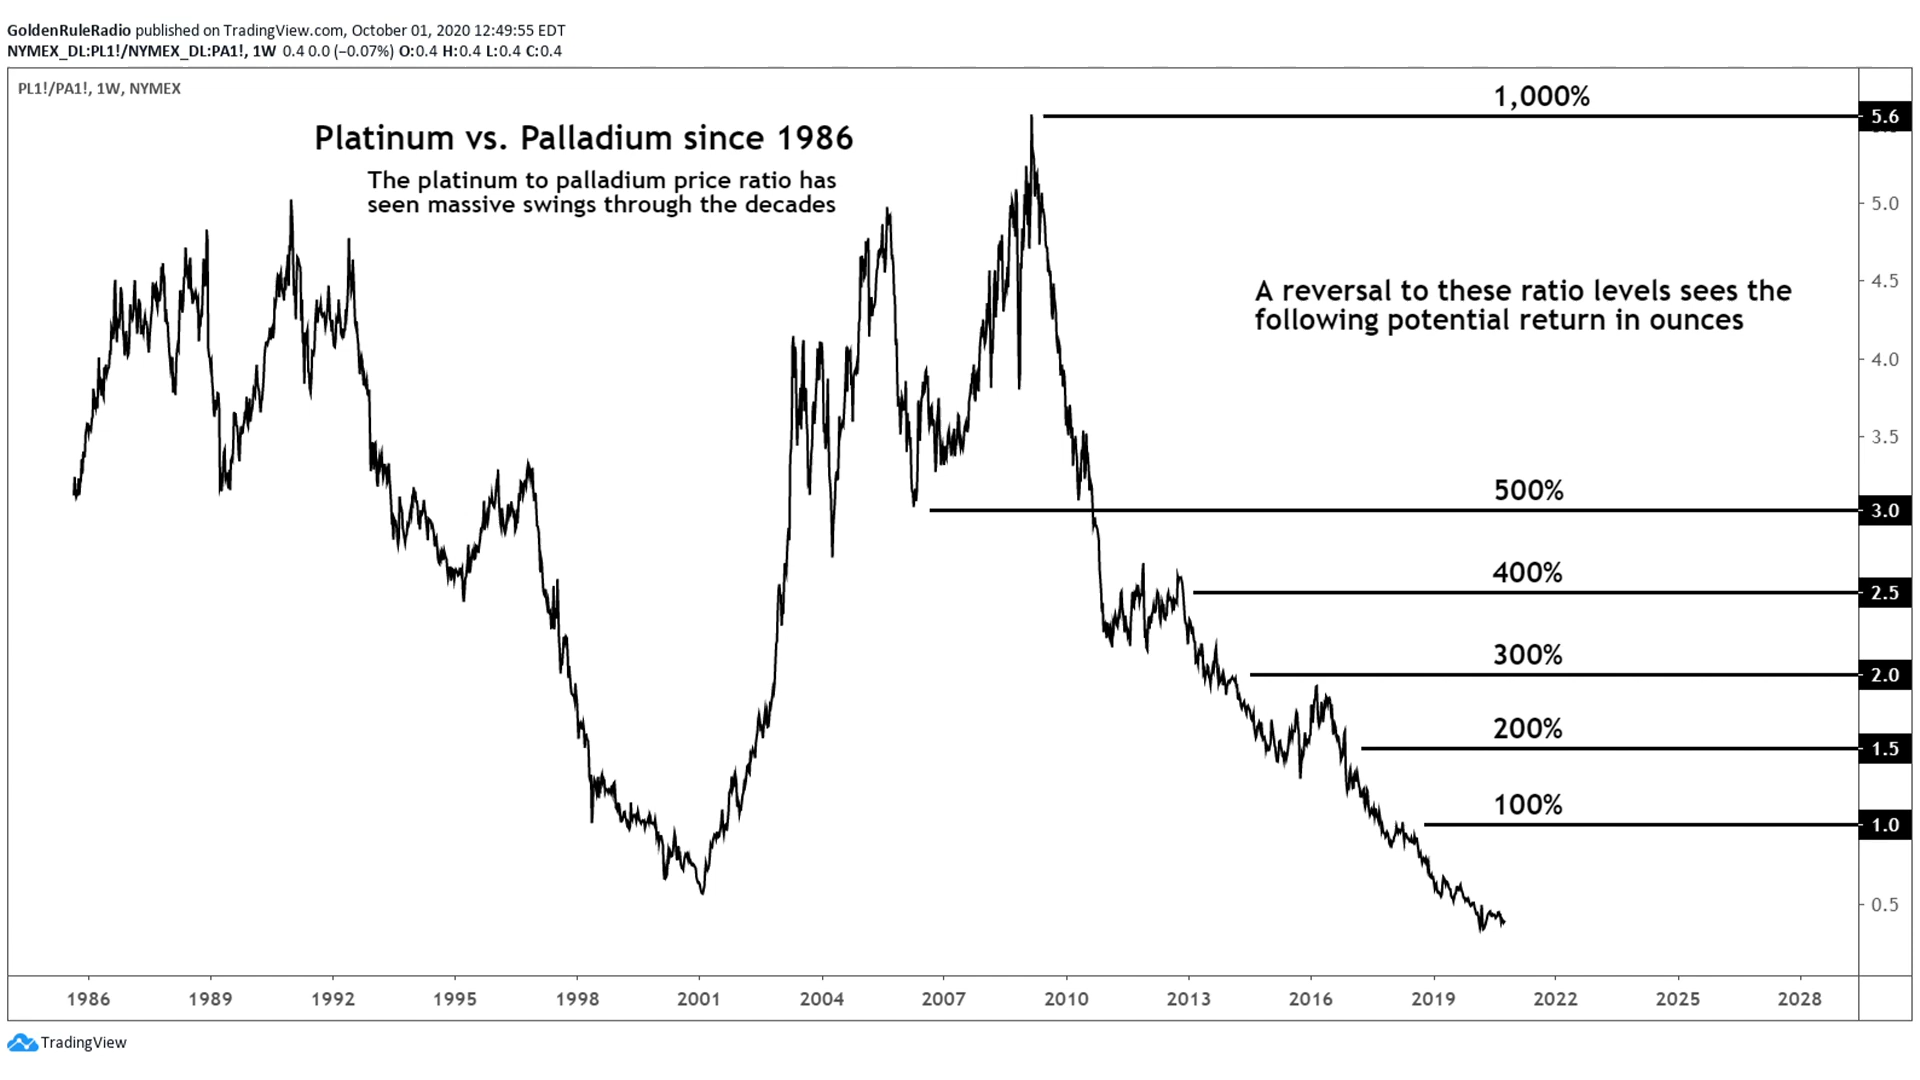 GoldenRuleRadio published on TradingView.com, October 01, 2020 12:49:55 EDT
NYMEX_DL:PL1!/NYMEX_DL:PA1!, 1W 0.4 0.0 (−0.07%) O:0.4 H:0.4 L:0.4 C:0.4
PL1!/PA1!, 1W, NYMEX
Platinum vs. Palladium since 1986
The platinum to palladium price ratio has
seen massive swings through the decades
1,000%
5.6
5.0
4.5
A reversal to these ratio levels sees the
following potential return in ounces
4.0
3.5
500%
3.0
400%
2.5
300%
2.0
200%
1.5
100%
1.0
0.5
1986 1989 1992 1995 1998 2001 2004 2007 2010 2013 2016 2019 2022 2025 2028
TradingView